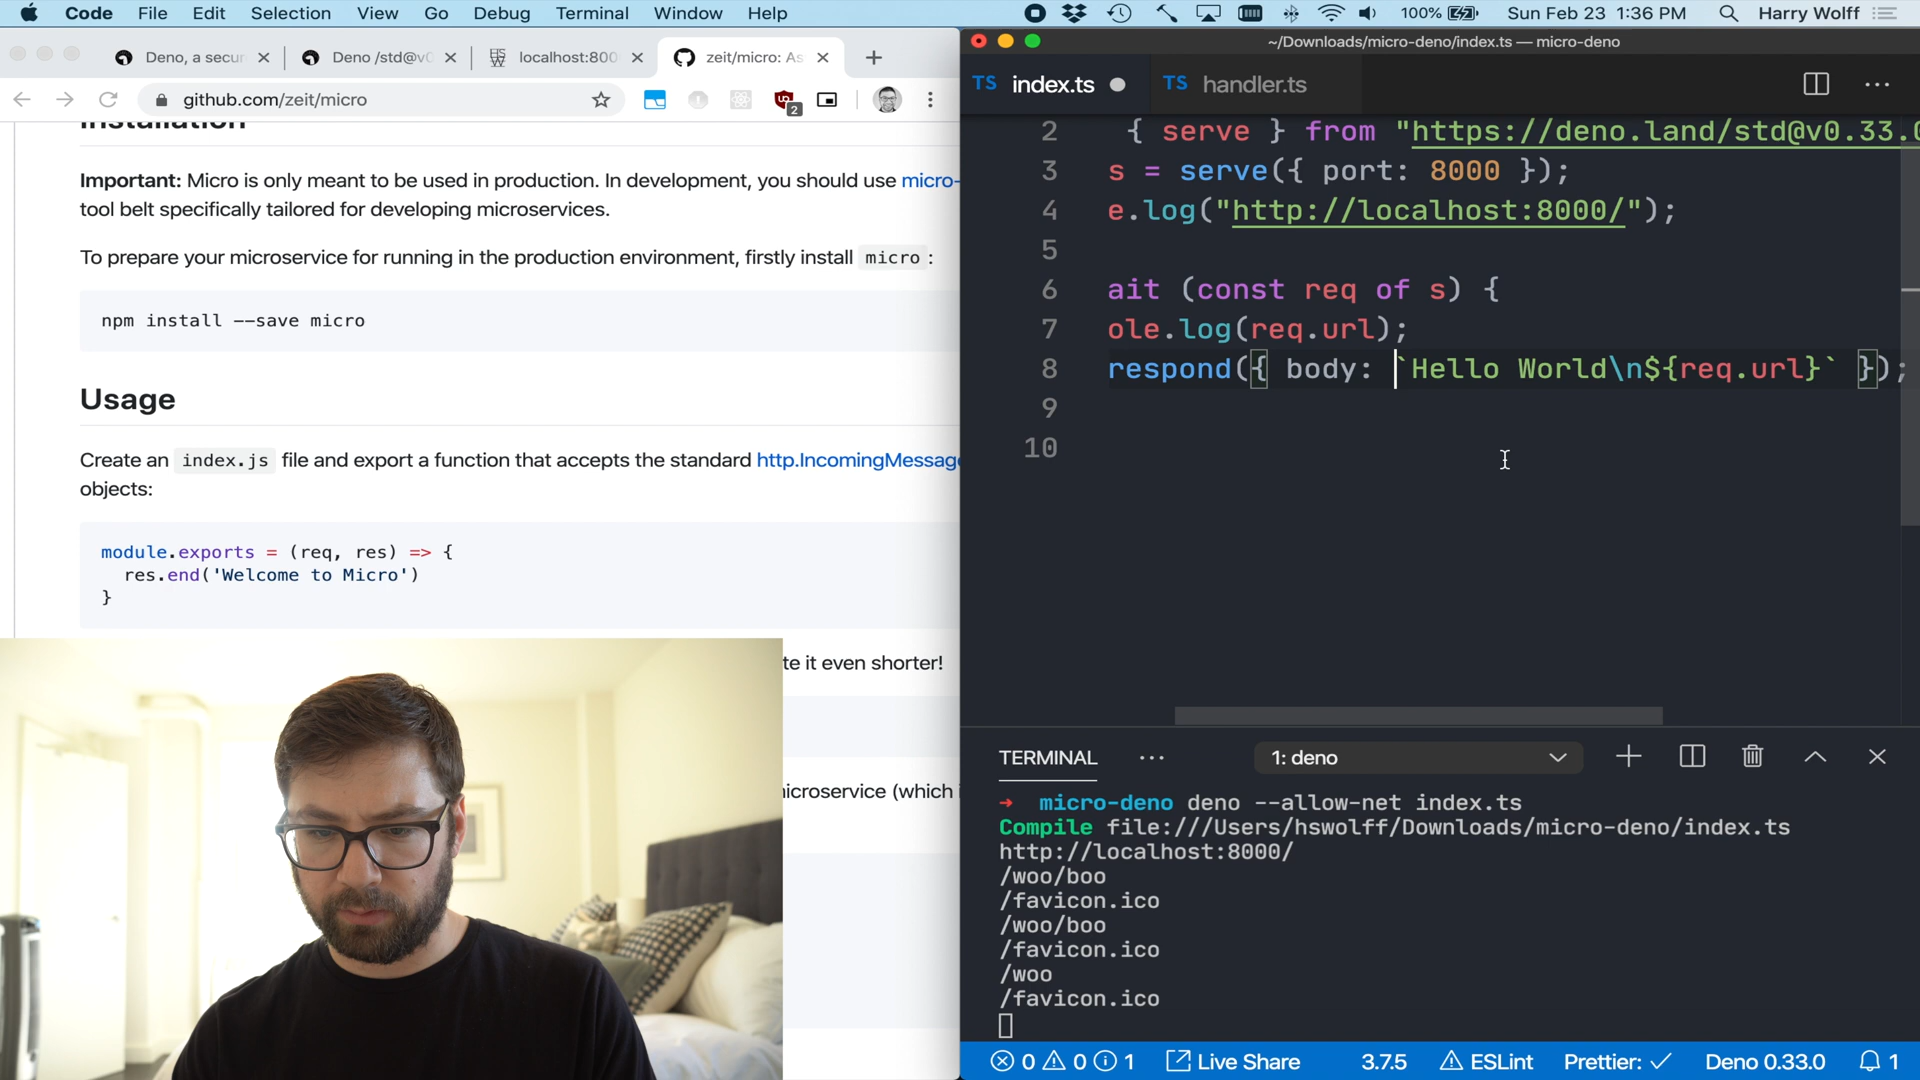 Code File Edit Selection View Go Debug Terminal Window Help
100% Sun Feb 23 1:36 PM Harry Wolff
Deno, a secur
Deno /std@v0
localhost:800
zeit/micro: As
github.com/zeit/micro
2
Installation
Important: Micro is only meant to be used in production. In development, you should use micro-
tool belt specifically tailored for developing microservices.
To prepare your microservice for running in the production environment, firstly install micro :
npm install --save micro
Usage
Create an index.js file and export a function that accepts the standard http.IncomingMessage
objects:
module.exports = (req, res) => {
res.end('Welcome to Micro')
}
te it even shorter!
icroservice (which i
~/Downloads/micro-deno/index.ts — micro-deno
TS index.ts
TS handler.ts
2 { serve } from "https://deno.land/std@v0.33.0
3 s = serve({ port: 8000 });
4 e.log("http://localhost:8000/");
5
6 ait (const req of s) {
7 ole.log(req.url);
8 respond({ body: `Hello World\n${req.url}` });
9
10
TERMINAL ... 1: deno
→ micro-deno deno --allow-net index.ts
Compile file:///Users/hswolff/Downloads/micro-deno/index.ts
http://localhost:8000/
/woo/boo
/favicon.ico
/woo/boo
/favicon.ico
/woo
/favicon.ico
0 0 1 Live Share 3.7.5 ESLint Prettier: ✓ Deno 0.33.0 1